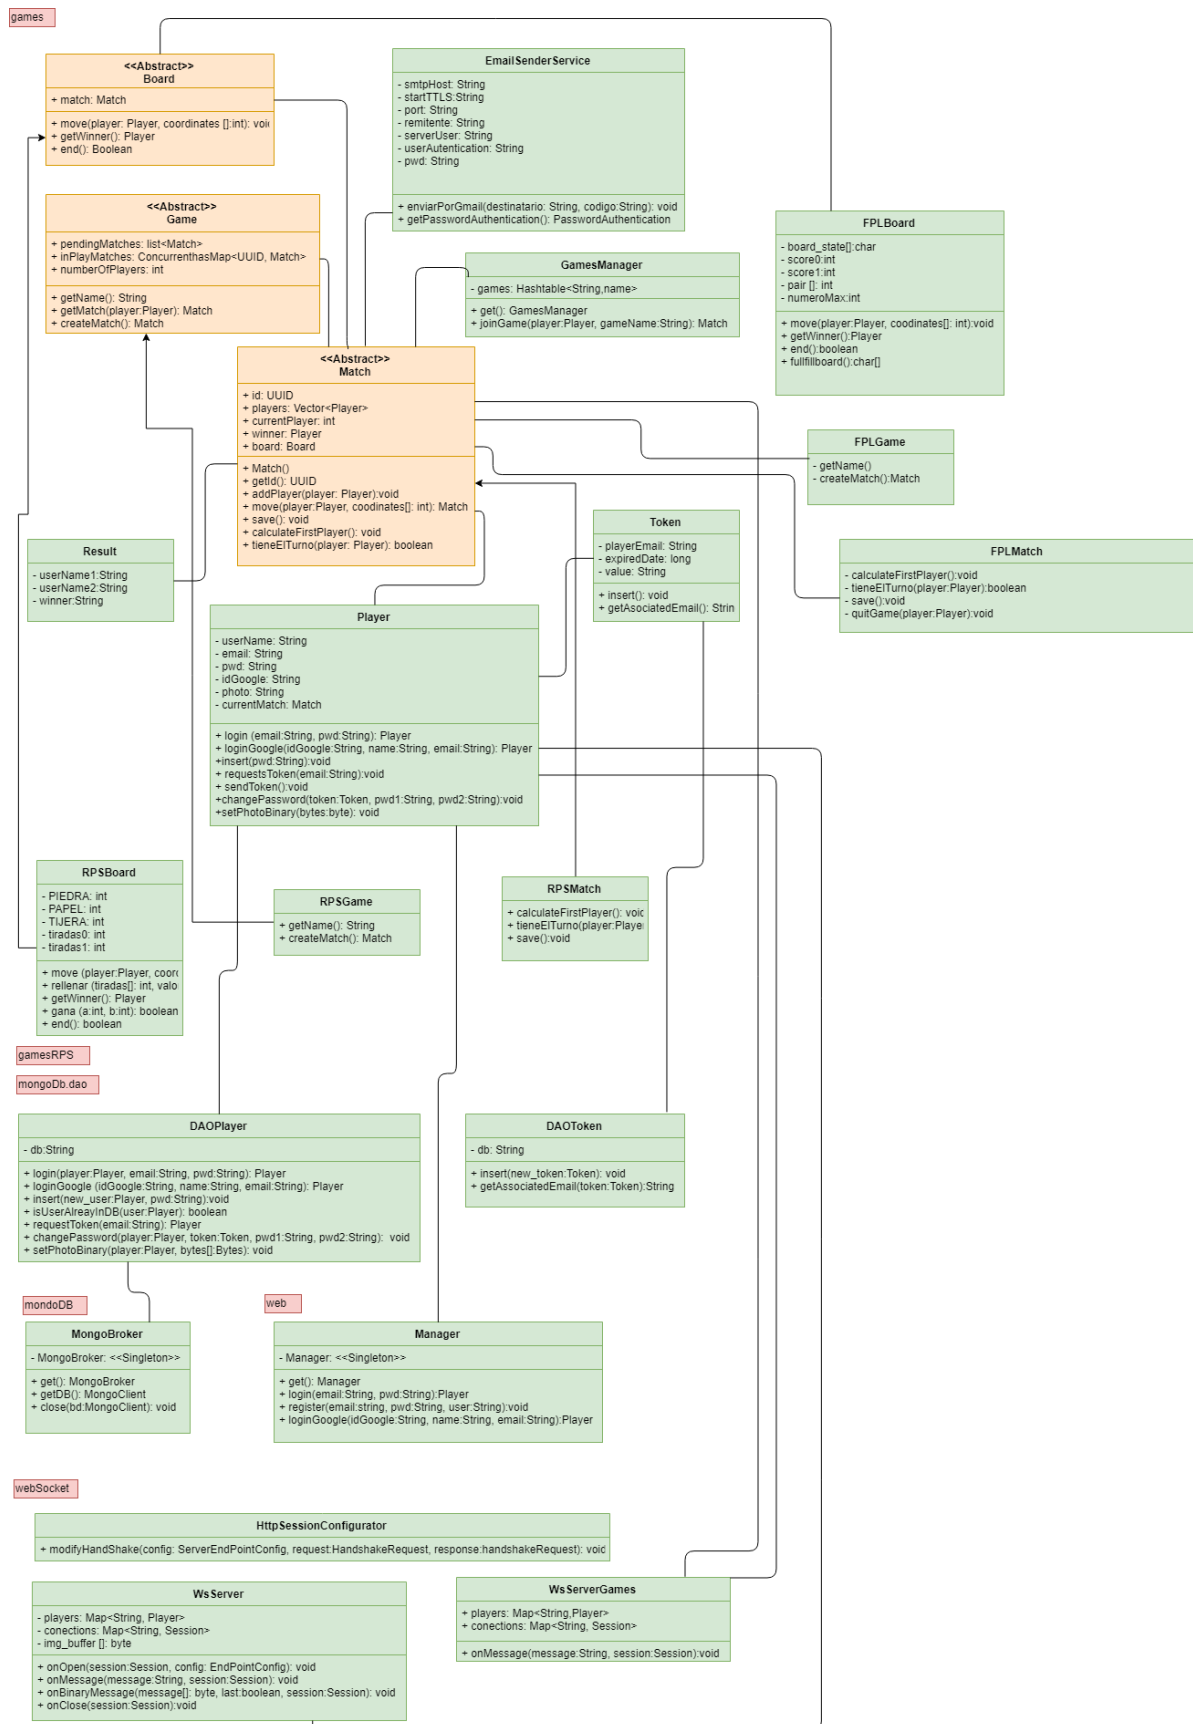 games
<<Abstract>>
Board
+ match: Match
+ move(player: Player, coordinates []:int): voi
+ getWinner(): Player
+ end(): Boolean
EmailSenderService
- smtpHost: String
- startTTLS:String
- port: String
- remitente: String
- serverUser: String
- userAutentication: String
- pwd: String
+ enviarPorGmail(destinatario: String, codigo:String): void
+ getPasswordAuthentication(): PasswordAuthentication
<<Abstract>>
Game
+ pendingMatches: list<Match>
+ inPlayMatches: ConcurrenthasMap<UUID, Match>
+ numberOfPlayers: int
+ getName(): String
+ getMatch(player:Player): Match
+ createMatch(): Match
FPLBoard
- board_state[]:char
- score0:int
- score1:int
- pair []: int
- numeroMax:int
+ move(player:Player, coodinates[]: int):void
+ getWinner():Player
+ end():boolean
+ fullfillboard():char[]
GamesManager
- games: Hashtable<String,name>
+ get(): GamesManager
+ joinGame(player:Player, gameName:String): Match
<<Abstract>>
Match
+ id: UUID
+ players: Vector<Player>
+ currentPlayer: int
+ winner: Player
+ board: Board
+ Match()
+ getId(): UUID
+ addPlayer(player: Player):void
+ move(player:Player, coodinates[]: int): Match
+ save(): void
+ calculateFirstPlayer(): void
+ tieneElTurno(player: Player): boolean
FPLGame
- getName()
- createMatch():Match
Result
- userName1:String
- userName2:String
- winner:String
Token
- playerEmail: String
- expiredDate: long
- value: String
+ insert(): void
+ getAsociatedEmail(): Strin
FPLMatch
- calculateFirstPlayer():void
- tieneElTurno(player:Player):boolean
- save():void
- quitGame(player:Player):void
Player
- userName: String
- email: String
- pwd: String
- idGoogle: String
- photo: String
- currentMatch: Match
+ login (email:String, pwd:String): Player
+ loginGoogle(idGoogle:String, name:String, email:String): Player
+insert(pwd:String):void
+ requestsToken(email:String):void
+ sendToken():void
+changePassword(token:Token, pwd1:String, pwd2:String):void
+setPhotoBinary(bytes:byte): void
RPSBoard
- PIEDRA: int
- PAPEL: int
- TIJERA: int
- tiradas0: int
- tiradas1: int
+ move (player:Player, coor
+ rellenar (tiradas[]: int, valo
+ getWinner(): Player
+ gana (a:int, b:int): boolean
+ end(): boolean
RPSGame
+ getName(): String
+ createMatch(): Match
RPSMatch
+ calculateFirstPlayer(): voi
+ tieneElTurno(player:Player
+ save():void
gamesRPS
mongoDb.dao
DAOPlayer
- db:String
+ login(player:Player, email:String, pwd:String): Player
+ loginGoogle (idGoogle:String, name:String, email:String): Player
+ insert(new_user:Player, pwd:String):void
+ isUserAlreayInDB(user:Player): boolean
+ requestToken(email:String): Player
+ changePassword(player:Player, token:Token, pwd1:String, pwd2:String): void
+ setPhotoBinary(player:Player, bytes[]:Bytes): void
DAOToken
- db: String
+ insert(new_token:Token): void
+ getAssociatedEmail(token:Token):String
mondoDB
web
MongoBroker
- MongoBroker: <<Singleton>>
+ get(): MongoBroker
+ getDB(): MongoClient
+ close(bd:MongoClient): void
Manager
- Manager: <<Singleton>>
+ get(): Manager
+ login(email:String, pwd:String):Player
+ register(email:string, pwd:String, user:String):void
+ loginGoogle(idGoogle:String, name:String, email:String):Player
webSocket
HttpSessionConfigurator
+ modifyHandShake(config: ServerEndPointConfig, request:HandshakeRequest, response:handshakeRequest): void
WsServer
- players: Map<String, Player>
- conections: Map<String, Session>
- img_buffer []: byte
+ onOpen(session:Session, config: EndPointConfig): void
+ onMessage(message:String, session:Session): void
+ onBinaryMessage(message[]: byte, last:boolean, session:Session): void
+ onClose(session:Session):void
WsServerGames
+ players: Map<String,Player>
+ conections: Map<String, Session>
+ onMessage(message:String, session:Session):void